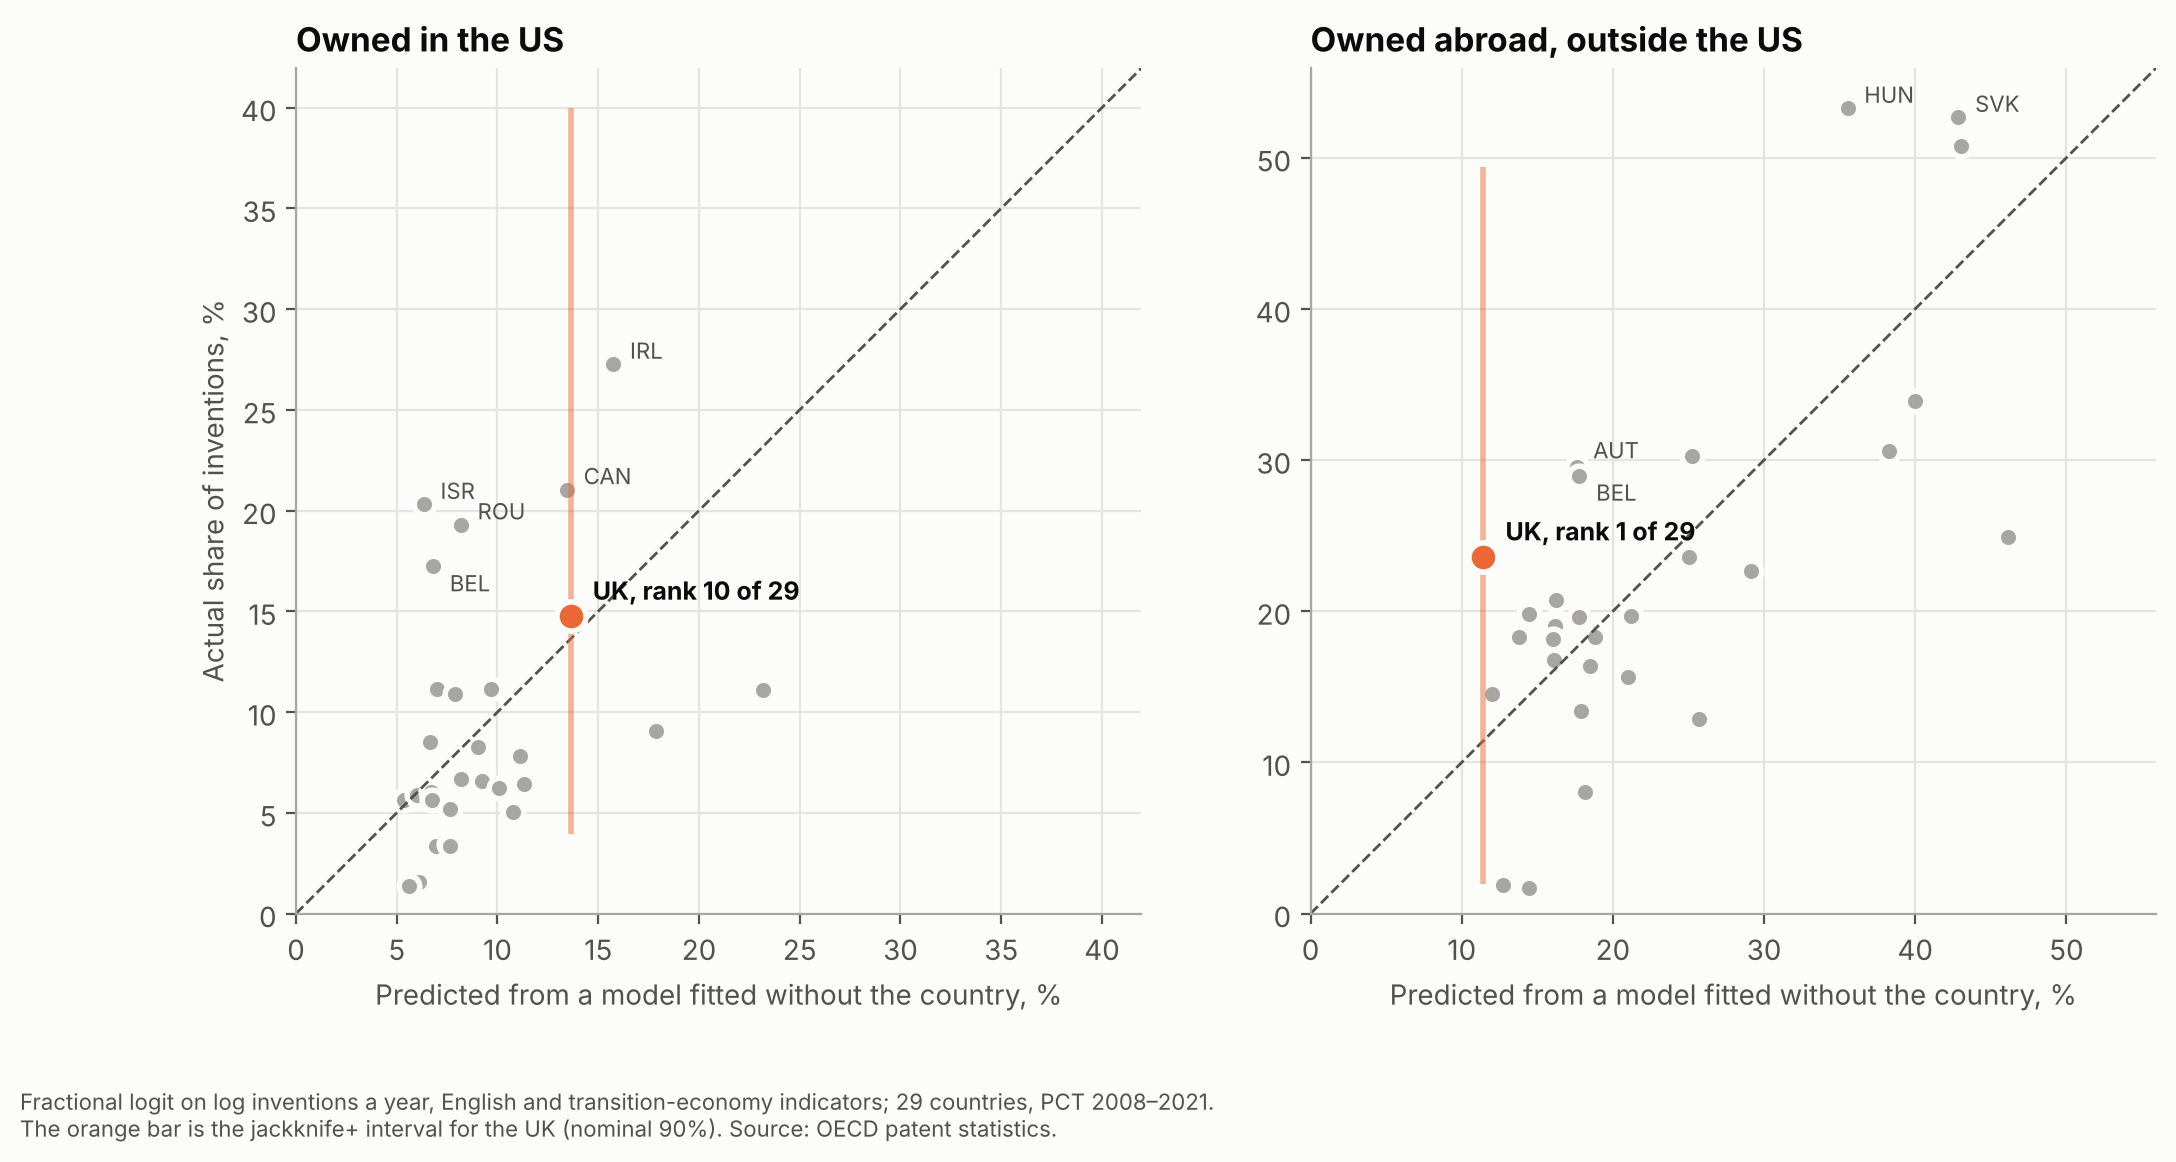 Owned in the US
Actual share of inventions, %
40
35
30
25
20
15
10
5
0
IRL
CAN
ISR
ROU
BEL
UK, rank 10 of 29
0 5 10 15 20 25 30 35 40
Predicted from a model fitted without the country, %
Owned abroad, outside the US
50
40
30
20
10
0
HUN
SVK
AUT
BEL
UK, rank 1 of 29
0 10 20 30 40 50
Predicted from a model fitted without the country, %
Fractional logit on log inventions a year, English and transition-economy indicators; 29 countries, PCT 2008–2021.
The orange bar is the jackknife+ interval for the UK (nominal 90%). Source: OECD patent statistics.